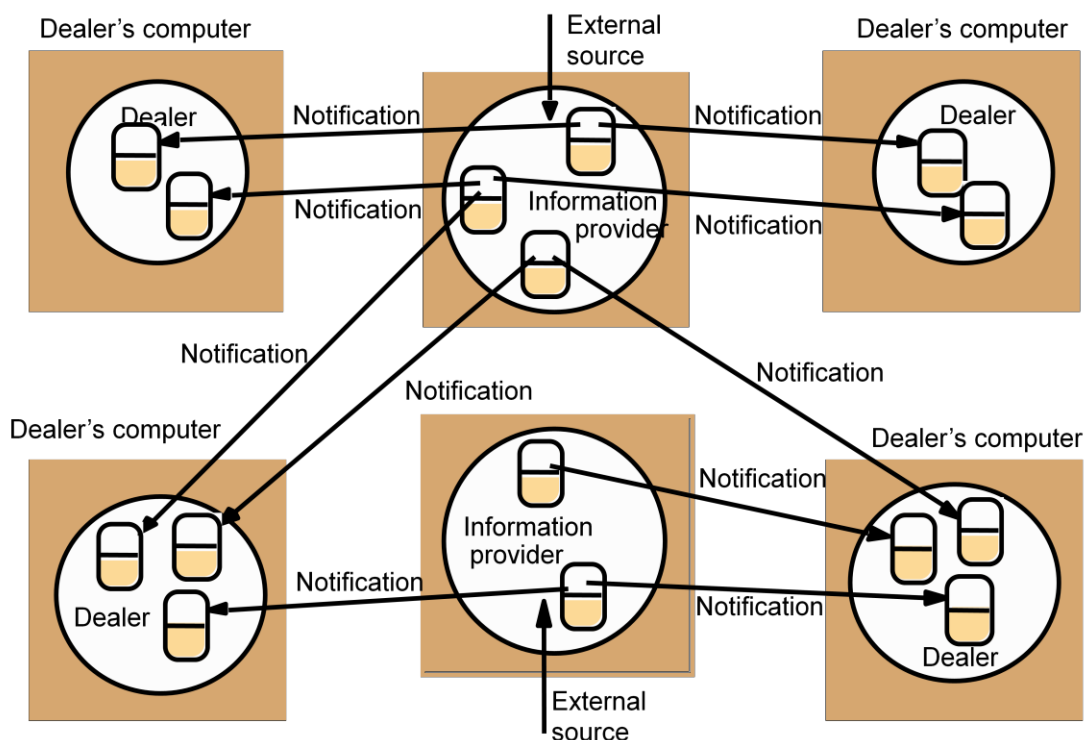 Dealer's computer
External
source
Dealer's computer
Dealer
Notification
Notification
Dealer
Notification
Information
provider
Notification
Notification
Notification
Notification
Dealer's computer
Dealer's computer
Information
provider
Notification
Notification
Dealer
Notification
Dealer
External
source